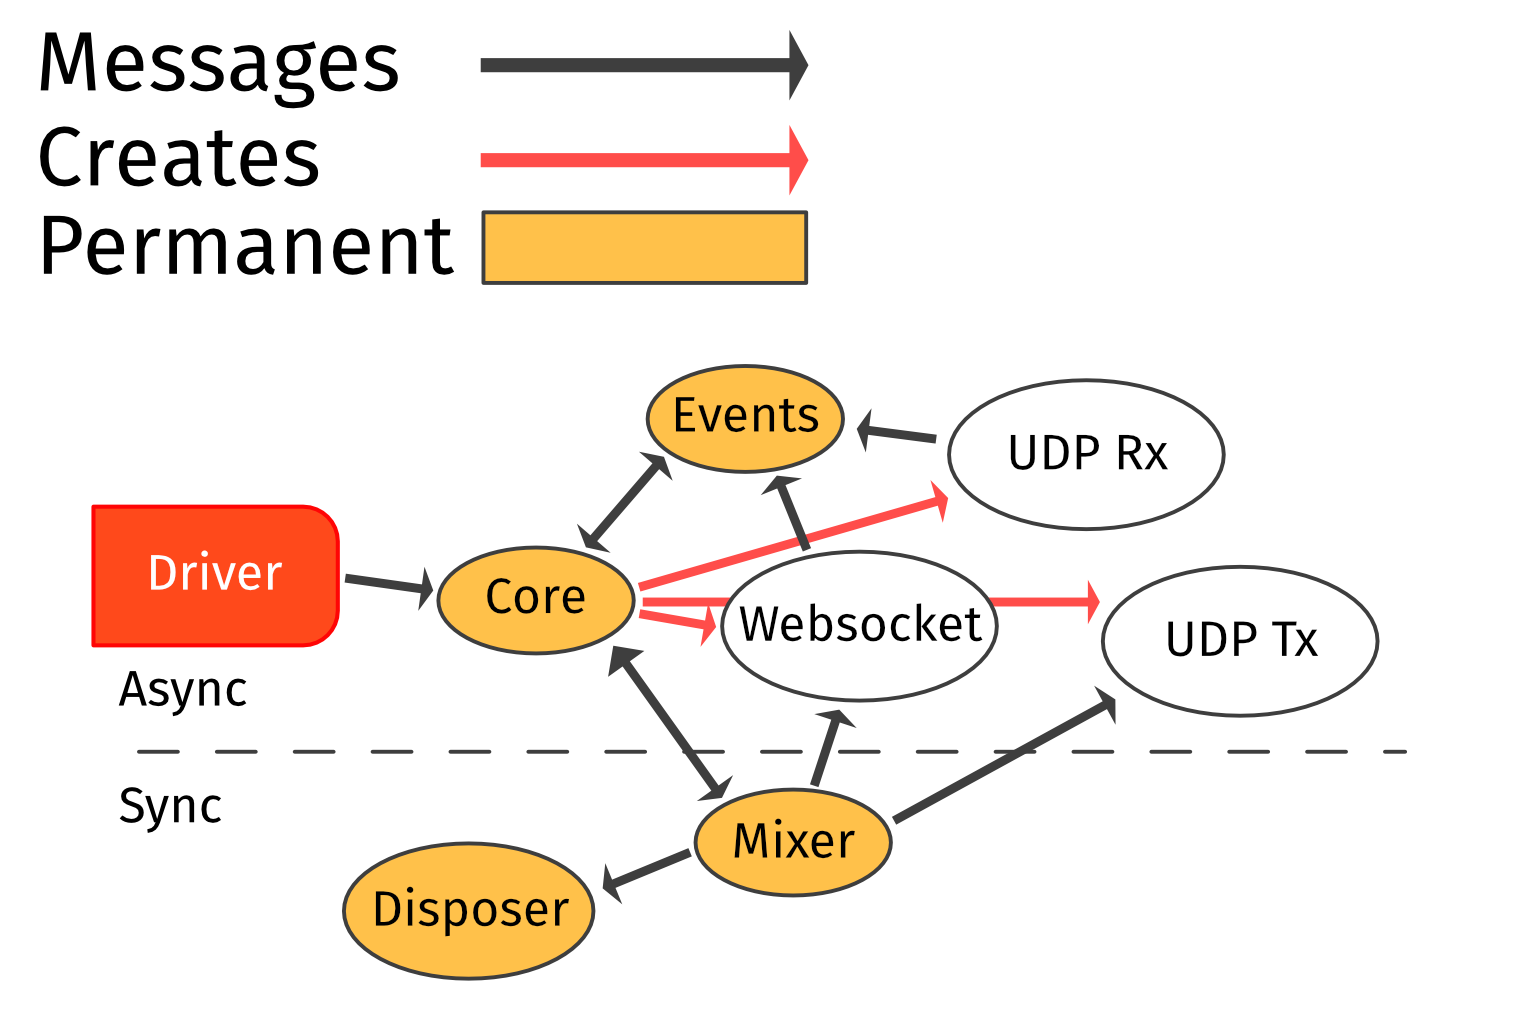 Messages
Creates
Permanent
Events
UDP Rx
Driver
Core
Websocket
UDP Tx
Async
Sync
Mixer
Disposer